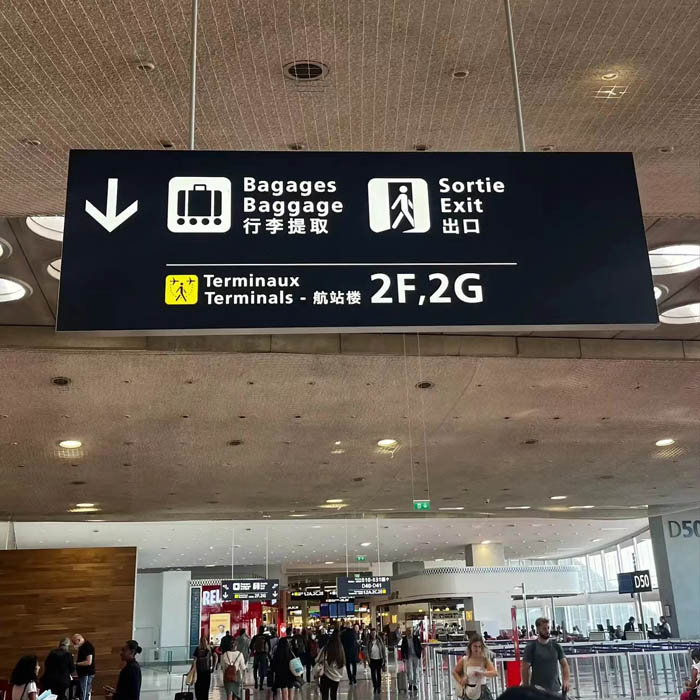 Bagages
Baggage
行李提取
Sortie
Exit
出口
Terminaux
Terminals - 航站楼 2F,2G
D50
D50
REL